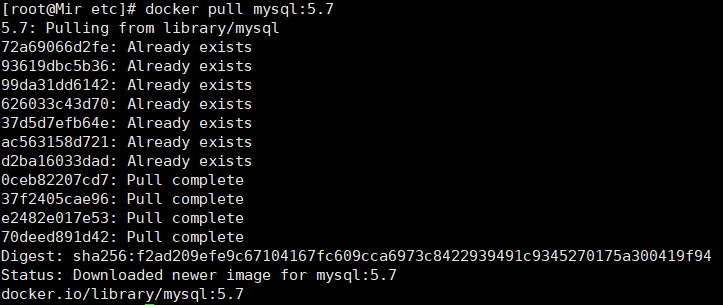 [root@Mir etc]# docker pull mysql:5.7
5.7: Pulling from library/mysql
72a69066d2fe: Already exists
93619dbc5b36: Already exists
99da31dd6142: Already exists
626033c43d70: Already exists
37d5d7efb64e: Already exists
ac563158d721: Already exists
d2ba16033dad: Already exists
0ceb82207cd7: Pull complete
37f2405cae96: Pull complete
e2482e017e53: Pull complete
70deed891d42: Pull complete
Digest: sha256:f2ad209efe9c67104167fc609cca6973c8422939491c9345270175a300419f94
Status: Downloaded newer image for mysql:5.7
docker.io/library/mysql:5.7